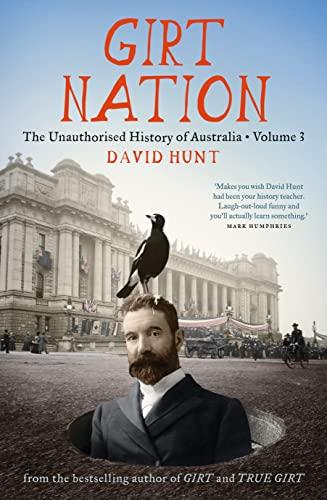 GIRT
NATION
The Unauthorised History of Australia • Volume 3
DAVID HUNT
'Makes you wish David Hunt
had been your history teacher.
Laugh-out-loud funny and
you'll actually learn something.'
MARK HUMPHRIES
from the bestselling author of GIRT and TRUE GIRT